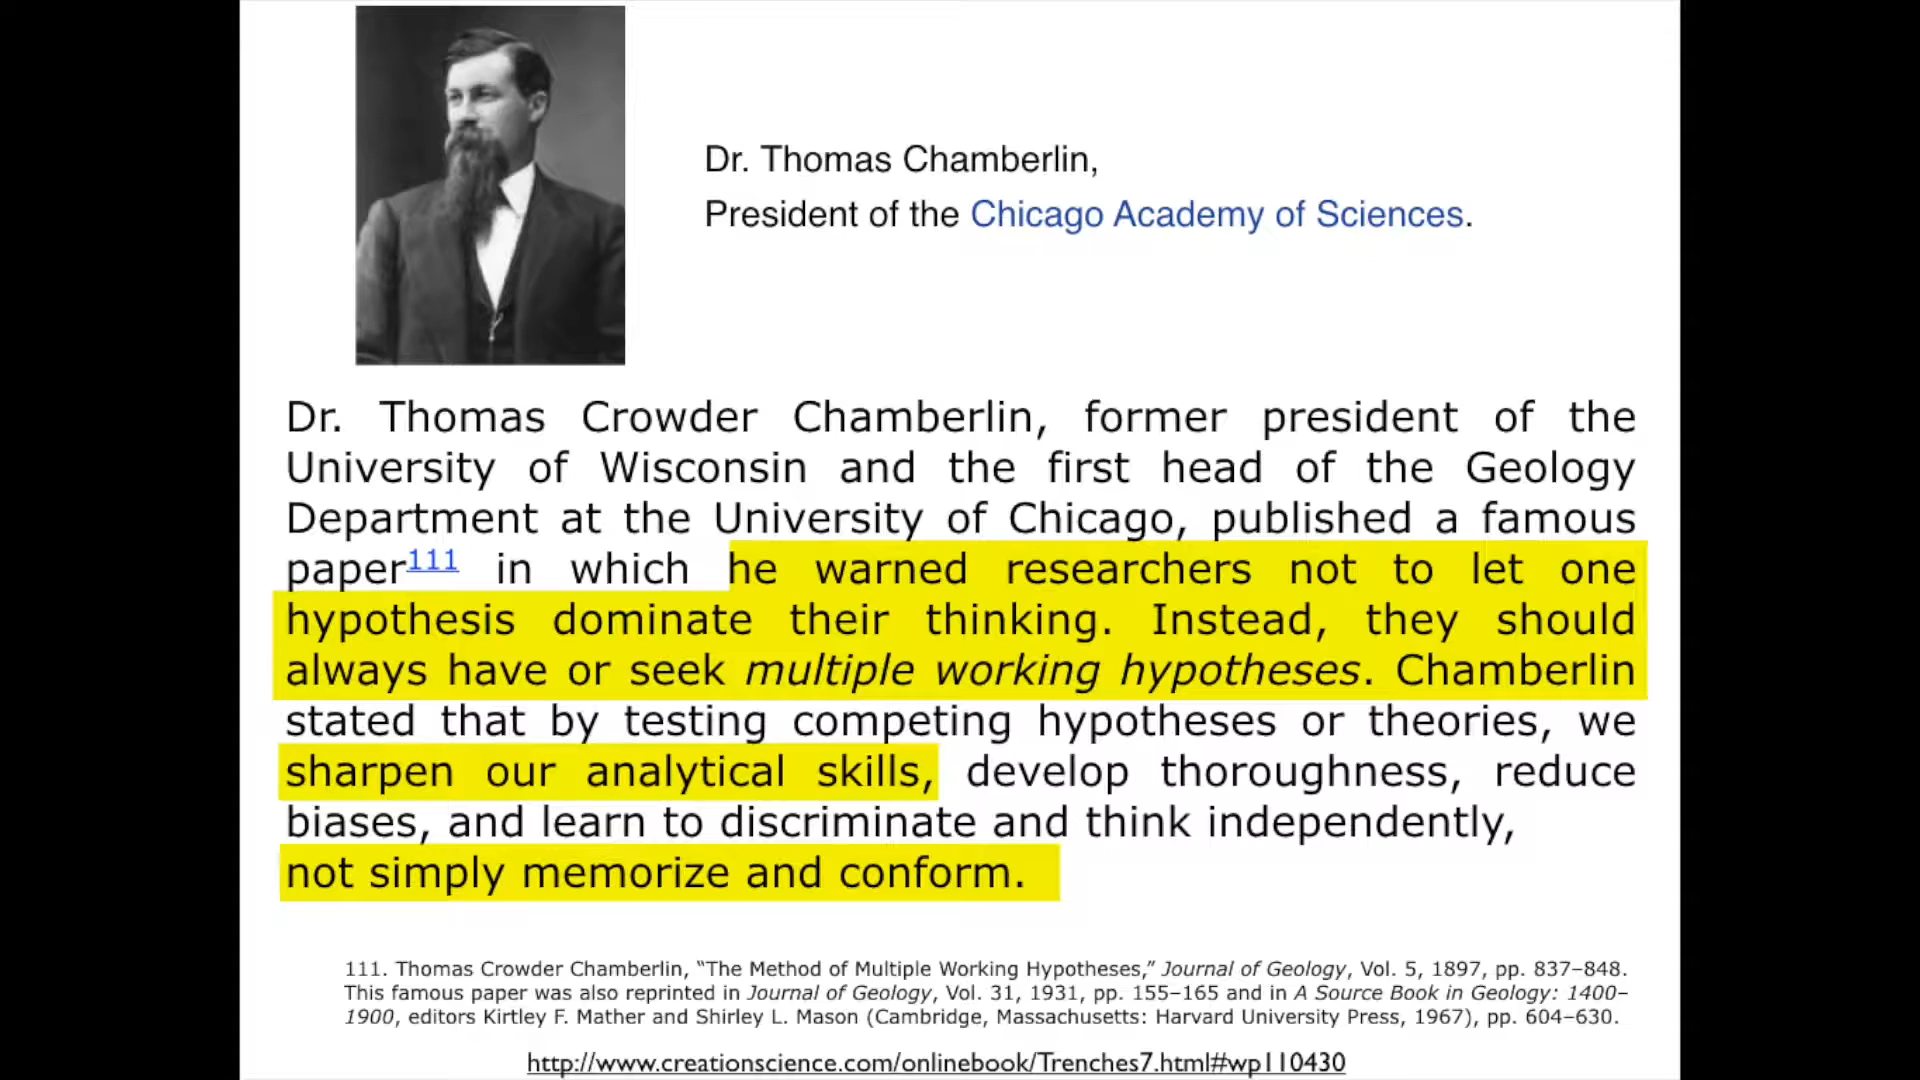 Dr. Thomas Chamberlin,
President of the Chicago Academy of Sciences.
Dr. Thomas Crowder Chamberlin, former president of the
University of Wisconsin and the first head of the Geology
Department at the University of Chicago, published a famous
paper111 in which he warned researchers not to let one
hypothesis dominate their thinking. Instead, they should
always have or seek multiple working hypotheses. Chamberlin
stated that by testing competing hypotheses or theories, we
sharpen our analytical skills, develop thoroughness, reduce
biases, and learn to discriminate and think independently,
not simply memorize and conform.
111. Thomas Crowder Chamberlin, “The Method of Multiple Working Hypotheses,” Journal of Geology, Vol. 5, 1897, pp. 837–848.
This famous paper was also reprinted in Journal of Geology, Vol. 31, 1931, pp. 155–165 and in A Source Book in Geology: 1400–
1900, editors Kirtley F. Mather and Shirley L. Mason (Cambridge, Massachusetts: Harvard University Press, 1967), pp. 604–630.
http://www.creationscience.com/onlinebook/Trenches7.html#wp110430